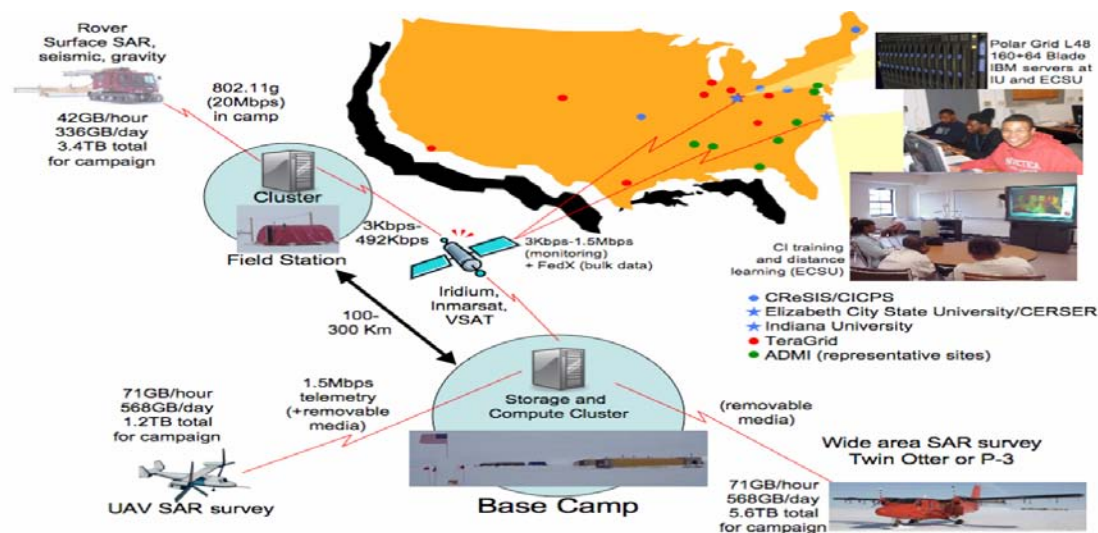 Rover
Surface SAR,
seismic, gravity
42GB/hour
336GB/day
3.4TB total
for campaign
802.11g
(20Mbps)
in camp
Cluster
Field Station
3Kbps-
492Kbps
Iridium,
Inmarsat,
VSAT
3Kbps-1.5Mbps
(monitoring)
+ FedX (bulk data)
Polar Grid L48
160+64 Blade
IBM servers at
IU and ECSU
CI training
and distance
learning (ECSU)
CReSIS/CICPS
Elizabeth City State University/CERSER
Indiana University
TeraGrid
ADMI (representative sites)
100-
300 Km
71GB/hour
568GB/day
1.2TB total
for campaign
UAV SAR survey
1.5Mbps
telemetry
(+removable
media)
Storage and
Compute Cluster
Base Camp
(removable
media)
Wide area SAR survey
Twin Otter or P-3
71GB/hour
568GB/day
5.6TB total
for campaign